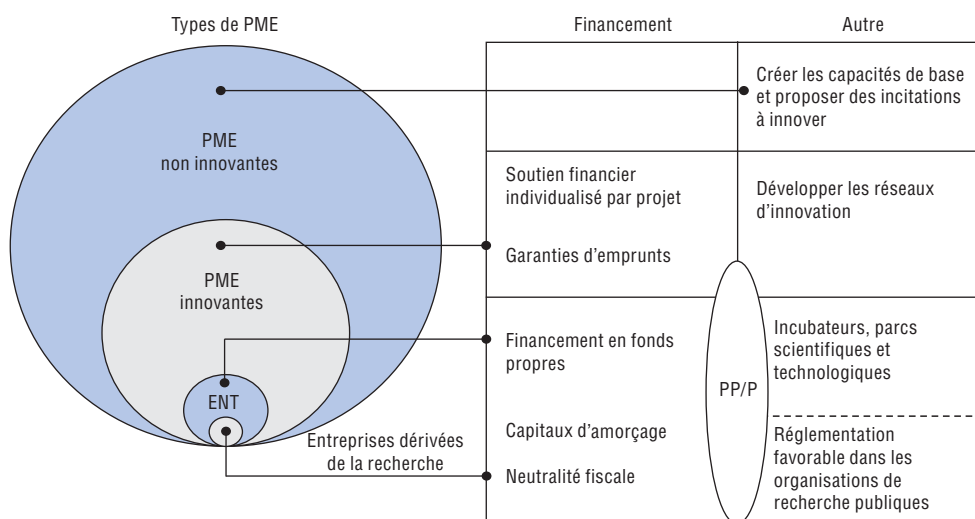 Types de PME
Financement
Autre
PME
non innovantes
Créer les capacités de base
et proposer des incitations
à innover
Soutien financier
individualisé par projet
Développer les réseaux
d'innovation
Garanties d'emprunts
PME
innovantes
Financement en fonds
propres
Incubateurs, parcs
scientifiques et
technologiques
PP/P
ENT
Entreprises dérivées
de la recherche
Capitaux d'amorçage
Neutralité fiscale
Réglementation
favorable dans les
organisations de
recherche publiques